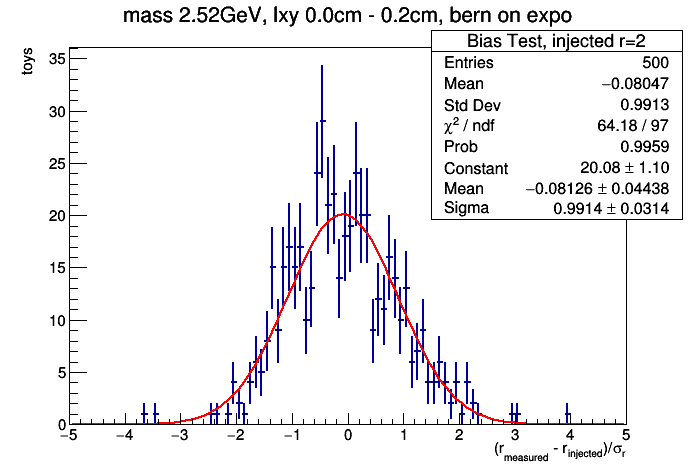 mass 2.52GeV, lxy 0.0cm - 0.2cm, bern on expo
Bias Test, injected r=2
Entries 500
Mean −0.08047
Std Dev 0.9913
χ² / ndf 64.18 / 97
Prob 0.9959
Constant 20.08 ± 1.10
Mean −0.08126 ± 0.04438
Sigma 0.9914 ± 0.0314
toys
35
30
25
20
15
10
5
0
−5 −4 −3 −2 −1 0 1 2 3 4 5
(r_measured - r_injected)/σ_r